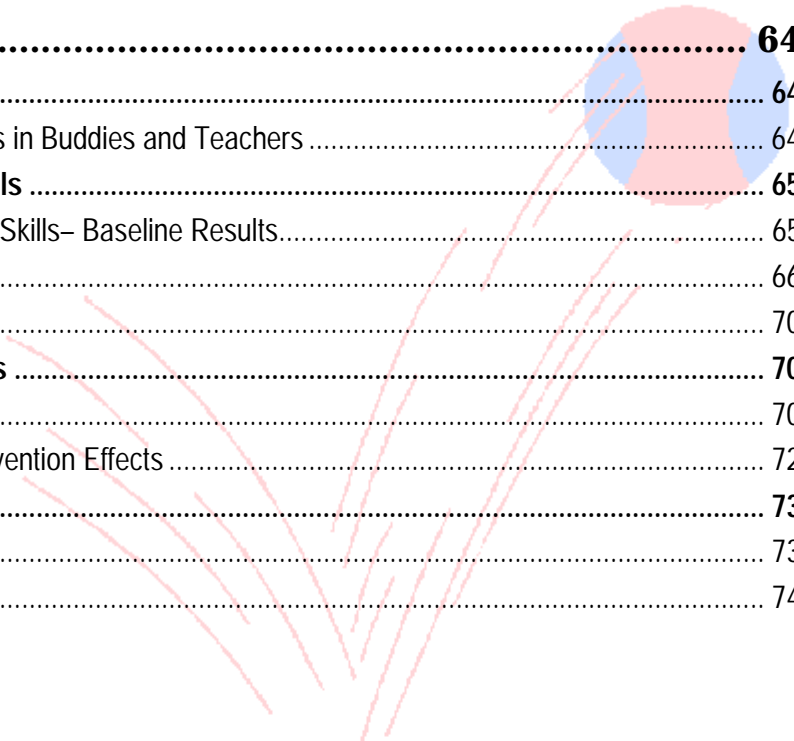 ........................................................................ 64
........................................................................ 64
s in Buddies and Teachers ........................................................................ 64
ls ........................................................................ 65
Skills– Baseline Results........................................................................ 65
........................................................................ 66
........................................................................ 70
s ........................................................................ 70
........................................................................ 70
vention Effects ........................................................................ 72
........................................................................ 73
........................................................................ 73
........................................................................ 74